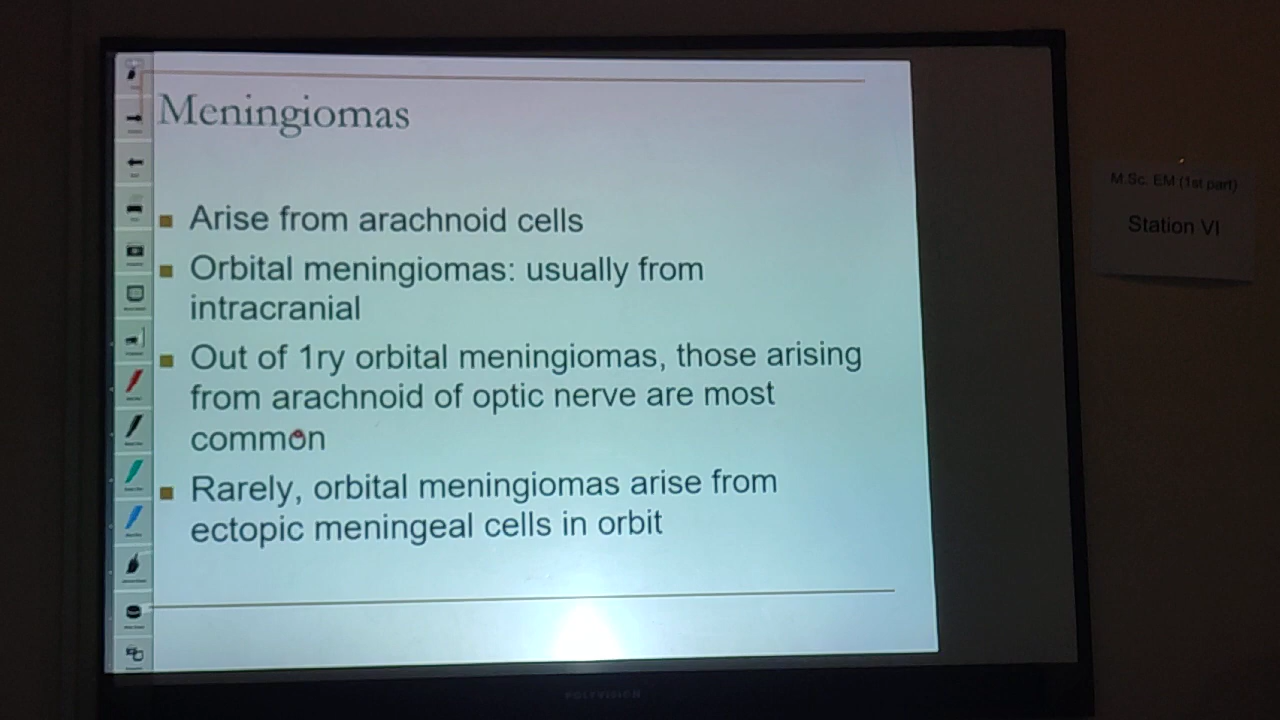 Meningiomas
Arise from arachnoid cells
Orbital meningiomas: usually from
intracranial
Out of 1ry orbital meningiomas, those arising
from arachnoid of optic nerve are most
common
Rarely, orbital meningiomas arise from
ectopic meningeal cells in orbit
POLYVISION
M.Sc. EM (1st part)
Station VI